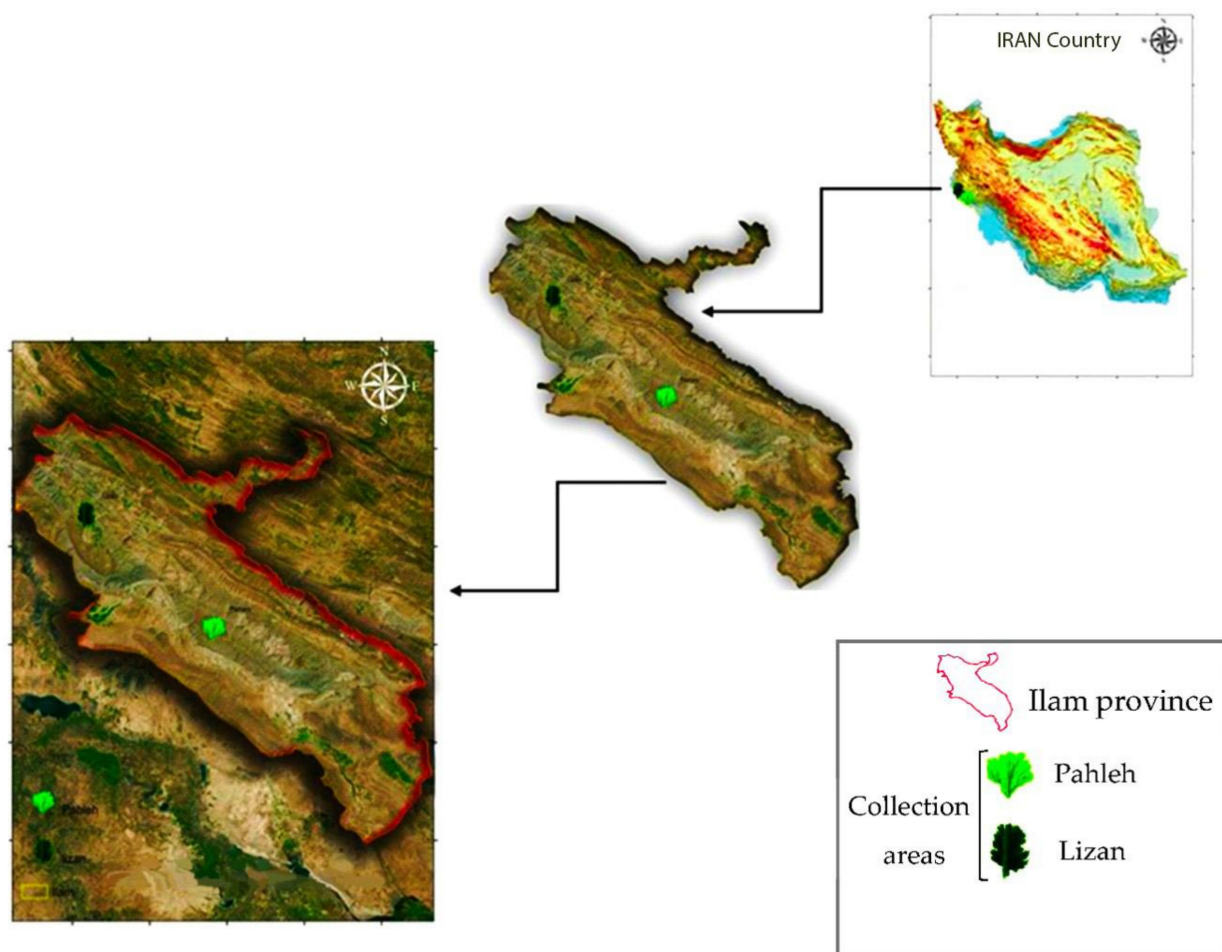 IRAN Country
N
W
E
S
Pahleh
lizan
Ilam province
Collection
areas
Pahleh
Lizan